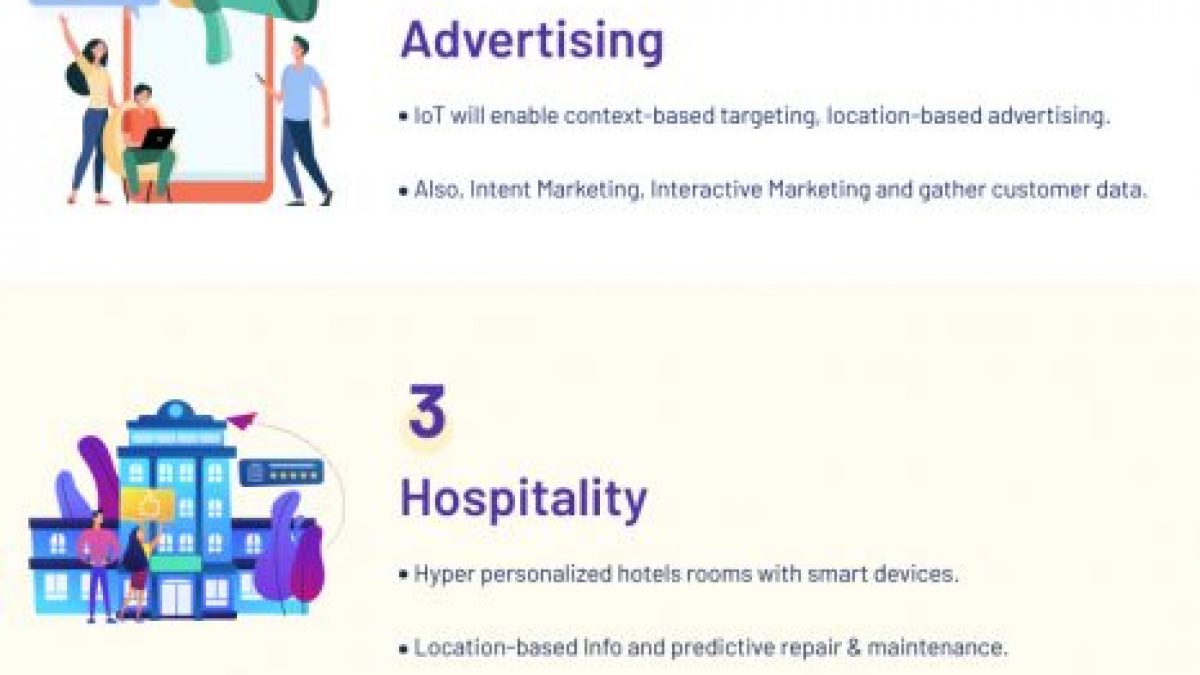 Advertising
• IoT will enable context-based targeting, location-based advertising.
• Also, Intent Marketing, Interactive Marketing and gather customer data.
3
Hospitality
• Hyper personalized hotels rooms with smart devices.
• Location-based Info and predictive repair & maintenance.